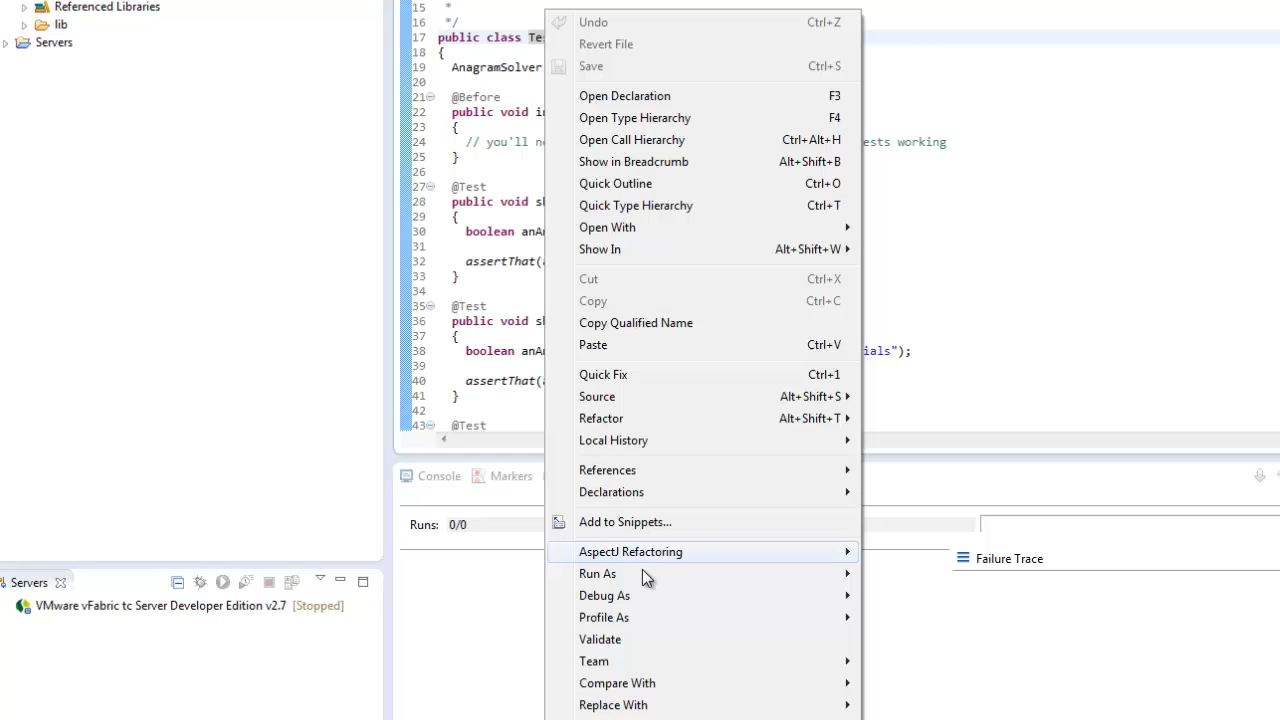 Referenced Libraries
lib
Servers
15 *
16 */
17 public class Te
18 {
19 AnagramSolver
20
21 @Before
22 public void in
23 {
24 // you'll n ests working
25 }
26
27 @Test
28 public void sh
29 {
30 boolean anAn
31
32 assertThat(a
33 }
34
35 @Test
36 public void sh
37 {
38 boolean anAn ials");
39
40 assertThat(a
41 }
42
43 @Test
Undo Ctrl+Z
Revert File
Save Ctrl+S
Open Declaration F3
Open Type Hierarchy F4
Open Call Hierarchy Ctrl+Alt+H
Show in Breadcrumb Alt+Shift+B
Quick Outline Ctrl+O
Quick Type Hierarchy Ctrl+T
Open With
Show In Alt+Shift+W
Cut Ctrl+X
Copy Ctrl+C
Copy Qualified Name
Paste Ctrl+V
Quick Fix Ctrl+1
Source Alt+Shift+S
Refactor Alt+Shift+T
Local History
References
Declarations
Add to Snippets...
AspectJ Refactoring
Run As
Debug As
Profile As
Validate
Team
Compare With
Replace With
Console Markers
Runs: 0/0
Failure Trace
Servers
VMware vFabric tc Server Developer Edition v2.7 [Stopped]